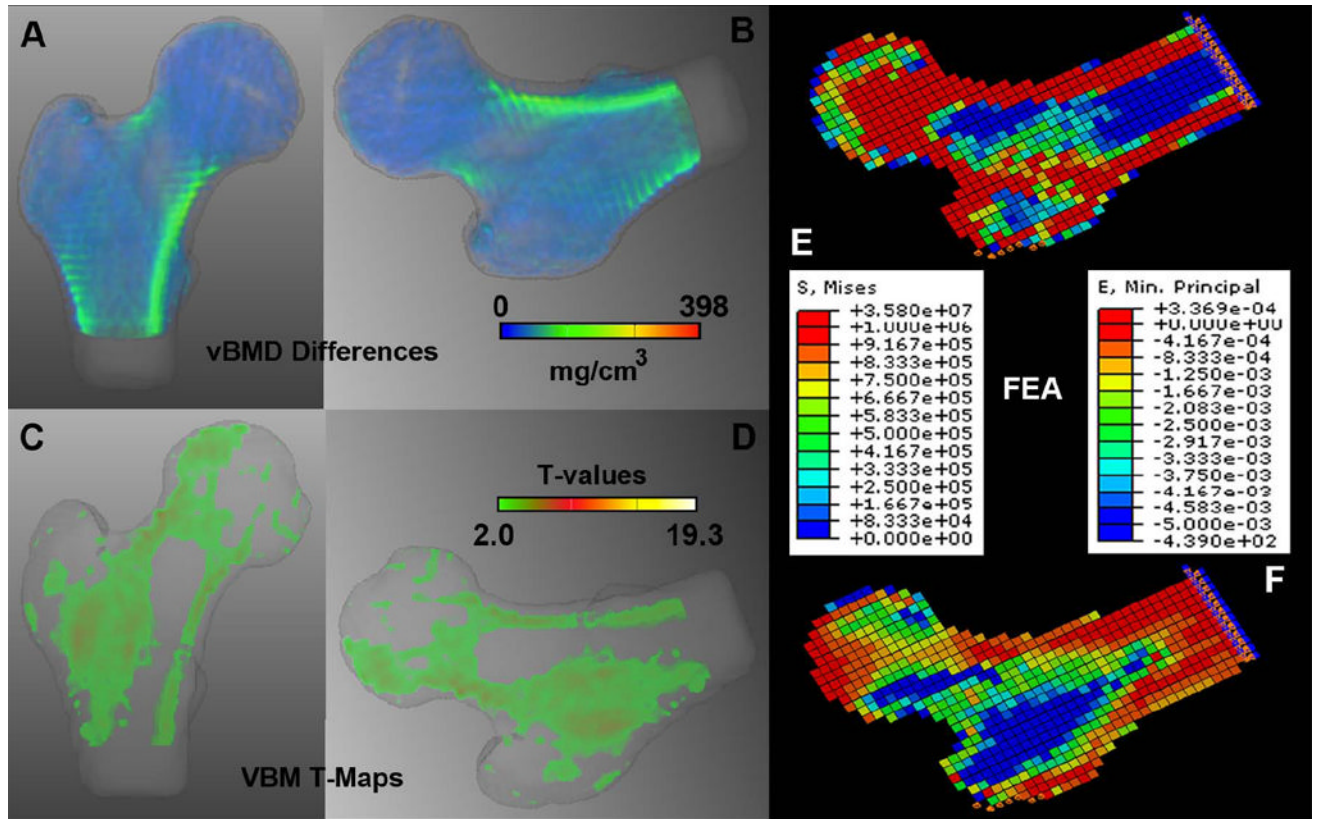 A
B
0 398
vBMD Differences
mg/cm³
E
S, Mises
+3.580e+07
+1.000e+06
+9.167e+05
+8.333e+05
+7.500e+05
+6.667e+05
+5.833e+05
+5.000e+05
+4.167e+05
+3.333e+05
+2.500e+05
+1.667e+05
+8.333e+04
+0.000e+00
FEA
E, Min. Principal
+3.369e-04
+0.000e+00
-4.167e-04
-8.333e-04
-1.250e-03
-1.667e-03
-2.083e-03
-2.500e-03
-2.917e-03
-3.333e-03
-3.750e-03
-4.167e-03
-4.583e-03
-5.000e-03
-4.390e+02
C
D
T-values
2.0 19.3
VBM T-Maps
F